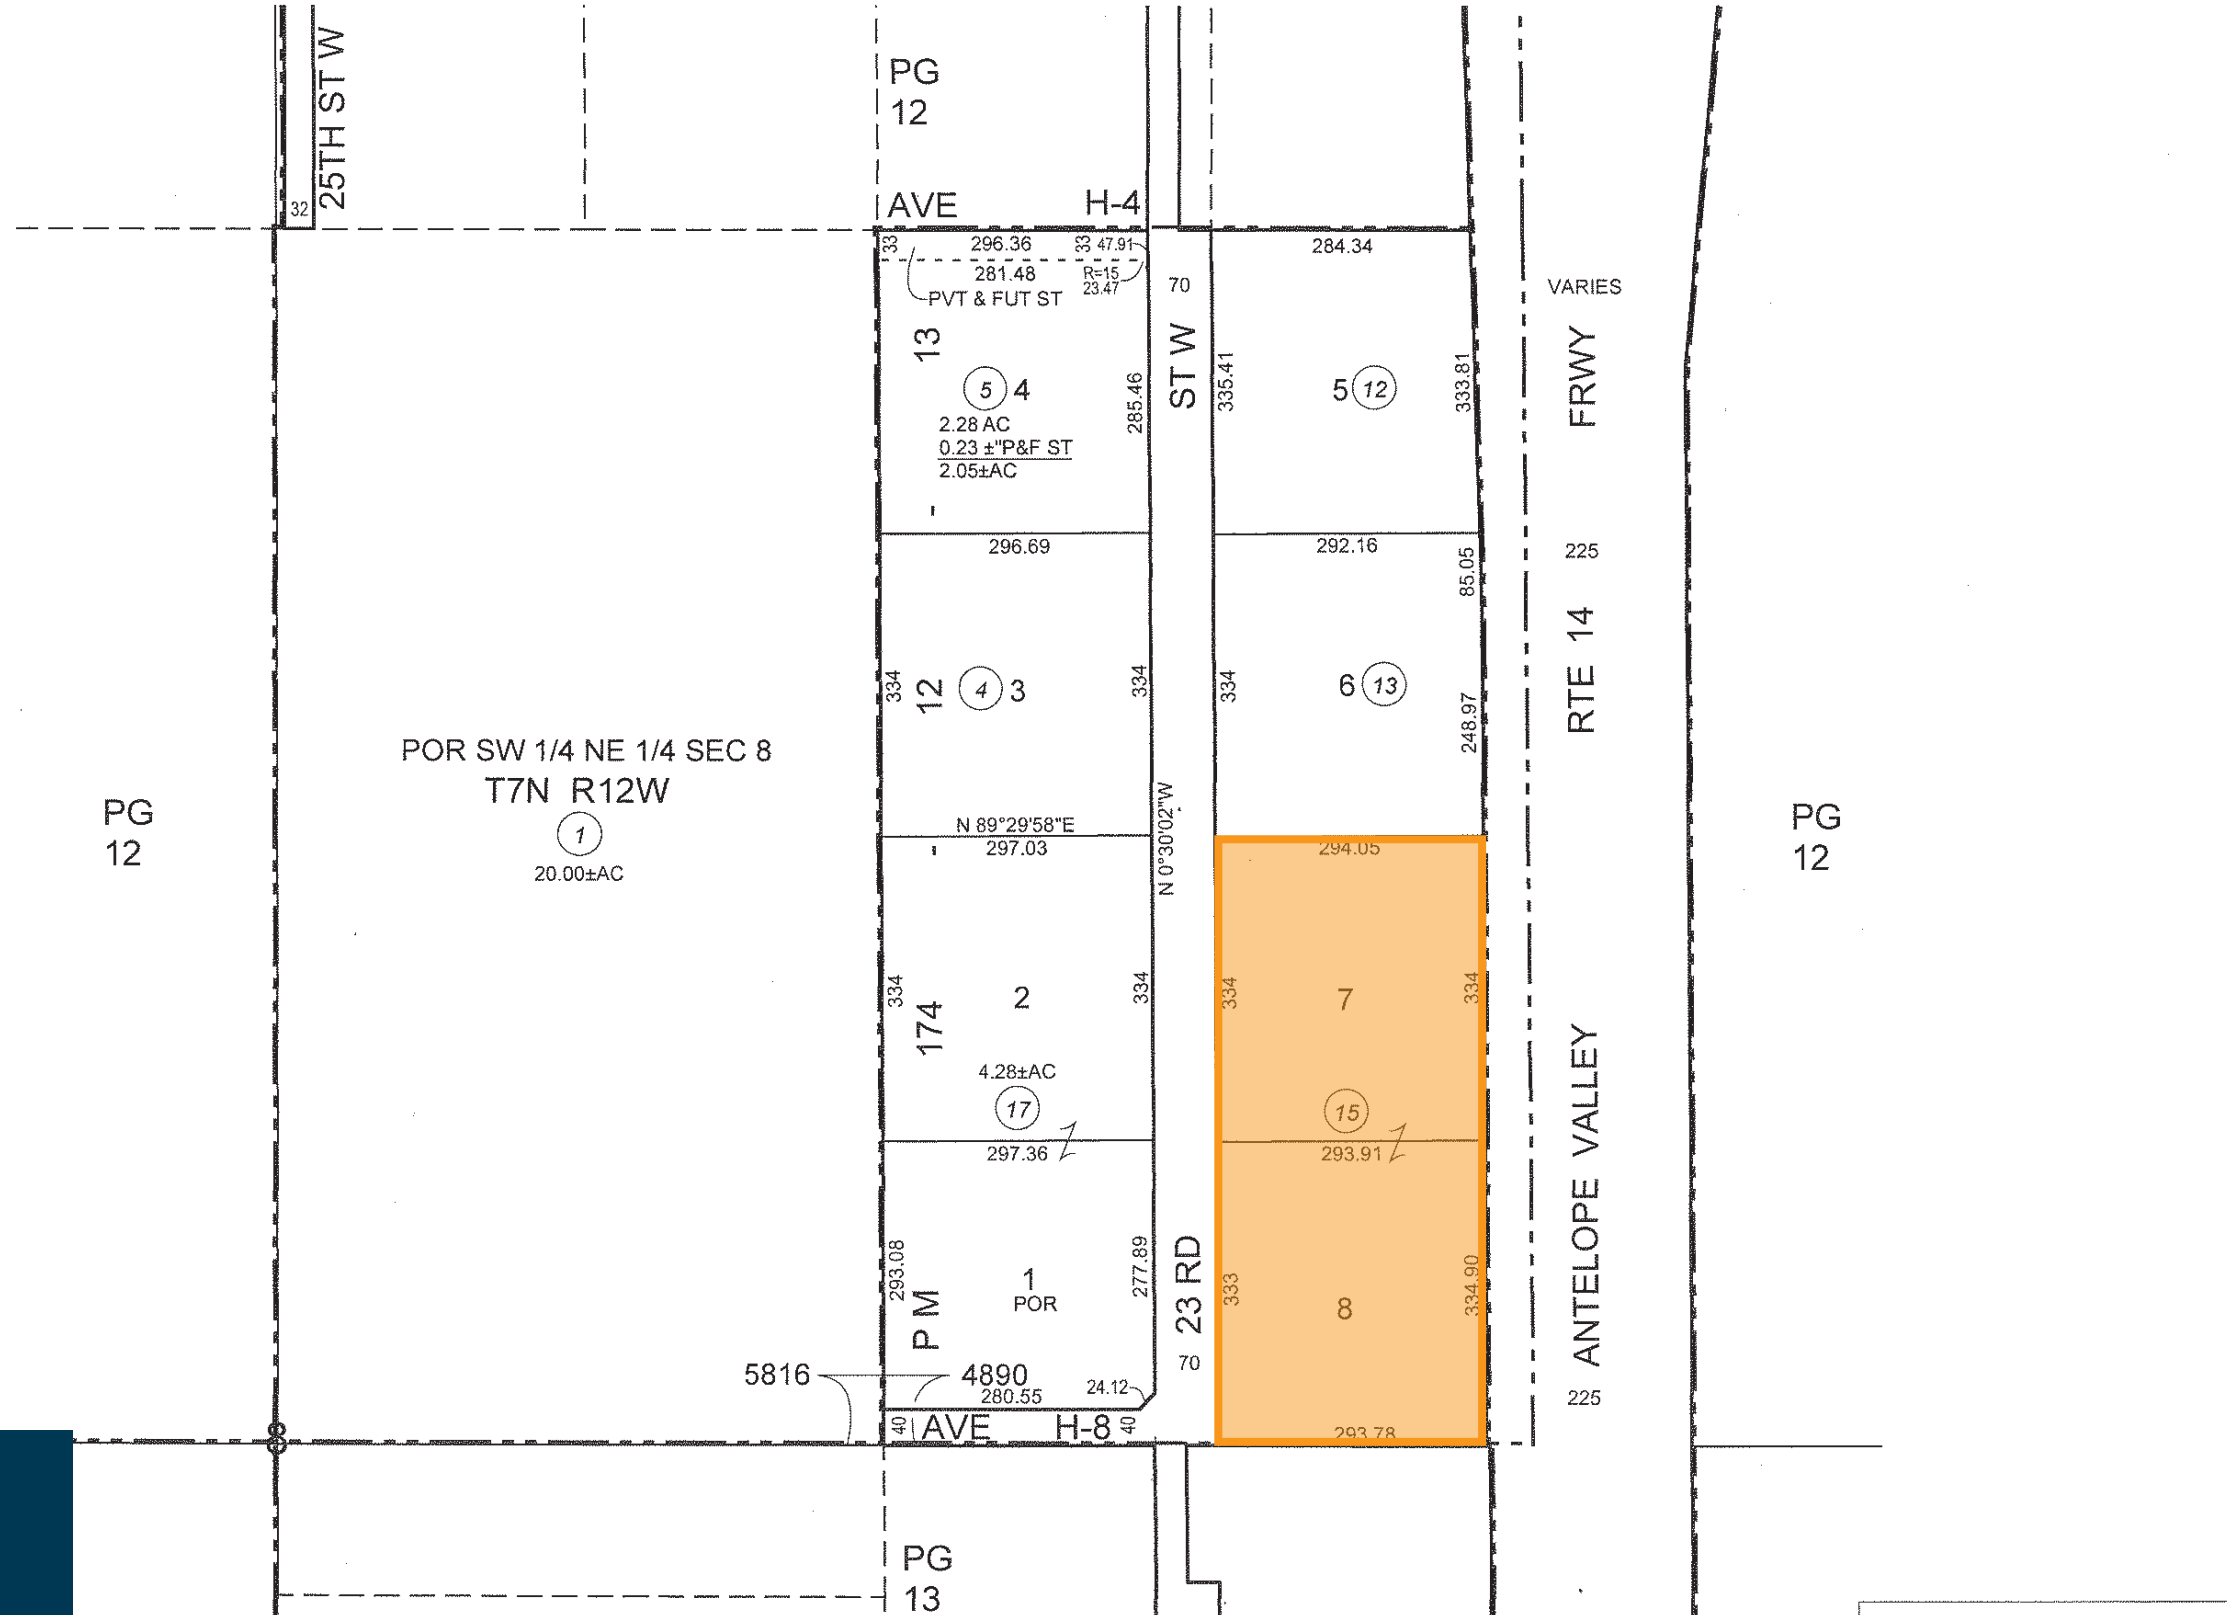 25TH ST W
32
PG
12
AVE H-4
33
296.36
33
47.91
281.48
R=15
23.47
PVT & FUT ST
70
284.34
VARIES
13
5 4
2.28 AC
0.23 ±"P&F ST
2.05±AC
285.46
ST W
335.41
5 12
333.81
FRWY
296.69
292.16
85.05
225
334
12
4 3
334
334
6 13
248.97
RTE 14
POR SW 1/4 NE 1/4 SEC 8
T7N R12W
1
20.00±AC
PG
12
N 89°29'58"E
297.03
N 0°30'02"W
294.05
PG
12
334
174
2
334
4.28±AC
17
334
7
334
15
297.36
293.91
293.08
P M
1
POR
277.89
23 RD
70
333
8
334.90
ANTELOPE VALLEY
225
5816
4890
280.55
24.12
40
AVE H-8
40
293.78
PG
13